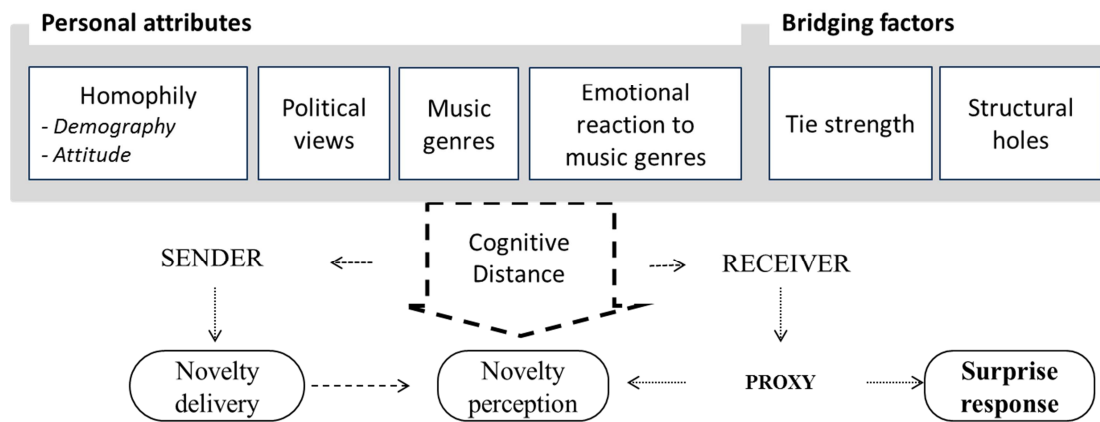 Personal attributes
Bridging factors
Homophily
- Demography
- Attitude
Political
views
Music
genres
Emotional
reaction to
music genres
Tie strength
Structural
holes
SENDER
Cognitive
Distance
RECEIVER
Novelty
delivery
Novelty
perception
PROXY
Surprise
response